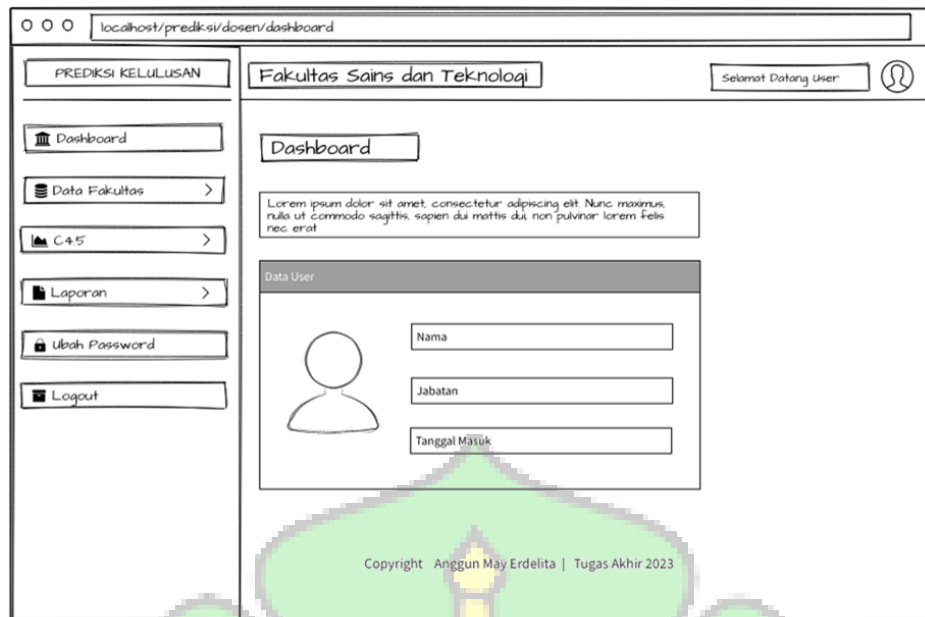 localhost/prediksi/dosen/dashboard
PREDIKSI KELULUSAN
Fakultas Sains dan Teknologi
Selamat Datang User
Dashboard
Data Fakultas
C4.5
Laporan
Ubah Password
Logout
Dashboard
Lorem ipsum dolor sit amet, consectetur adipiscing elit. Nunc maximus,
nulla ut commodo sagittis, sapien dui mattis dui, non pulvinar lorem felis
nec erat
Data User
Nama
Jabatan
Tanggal Masuk
Copyright Anggun May Erdelita | Tugas Akhir 2023